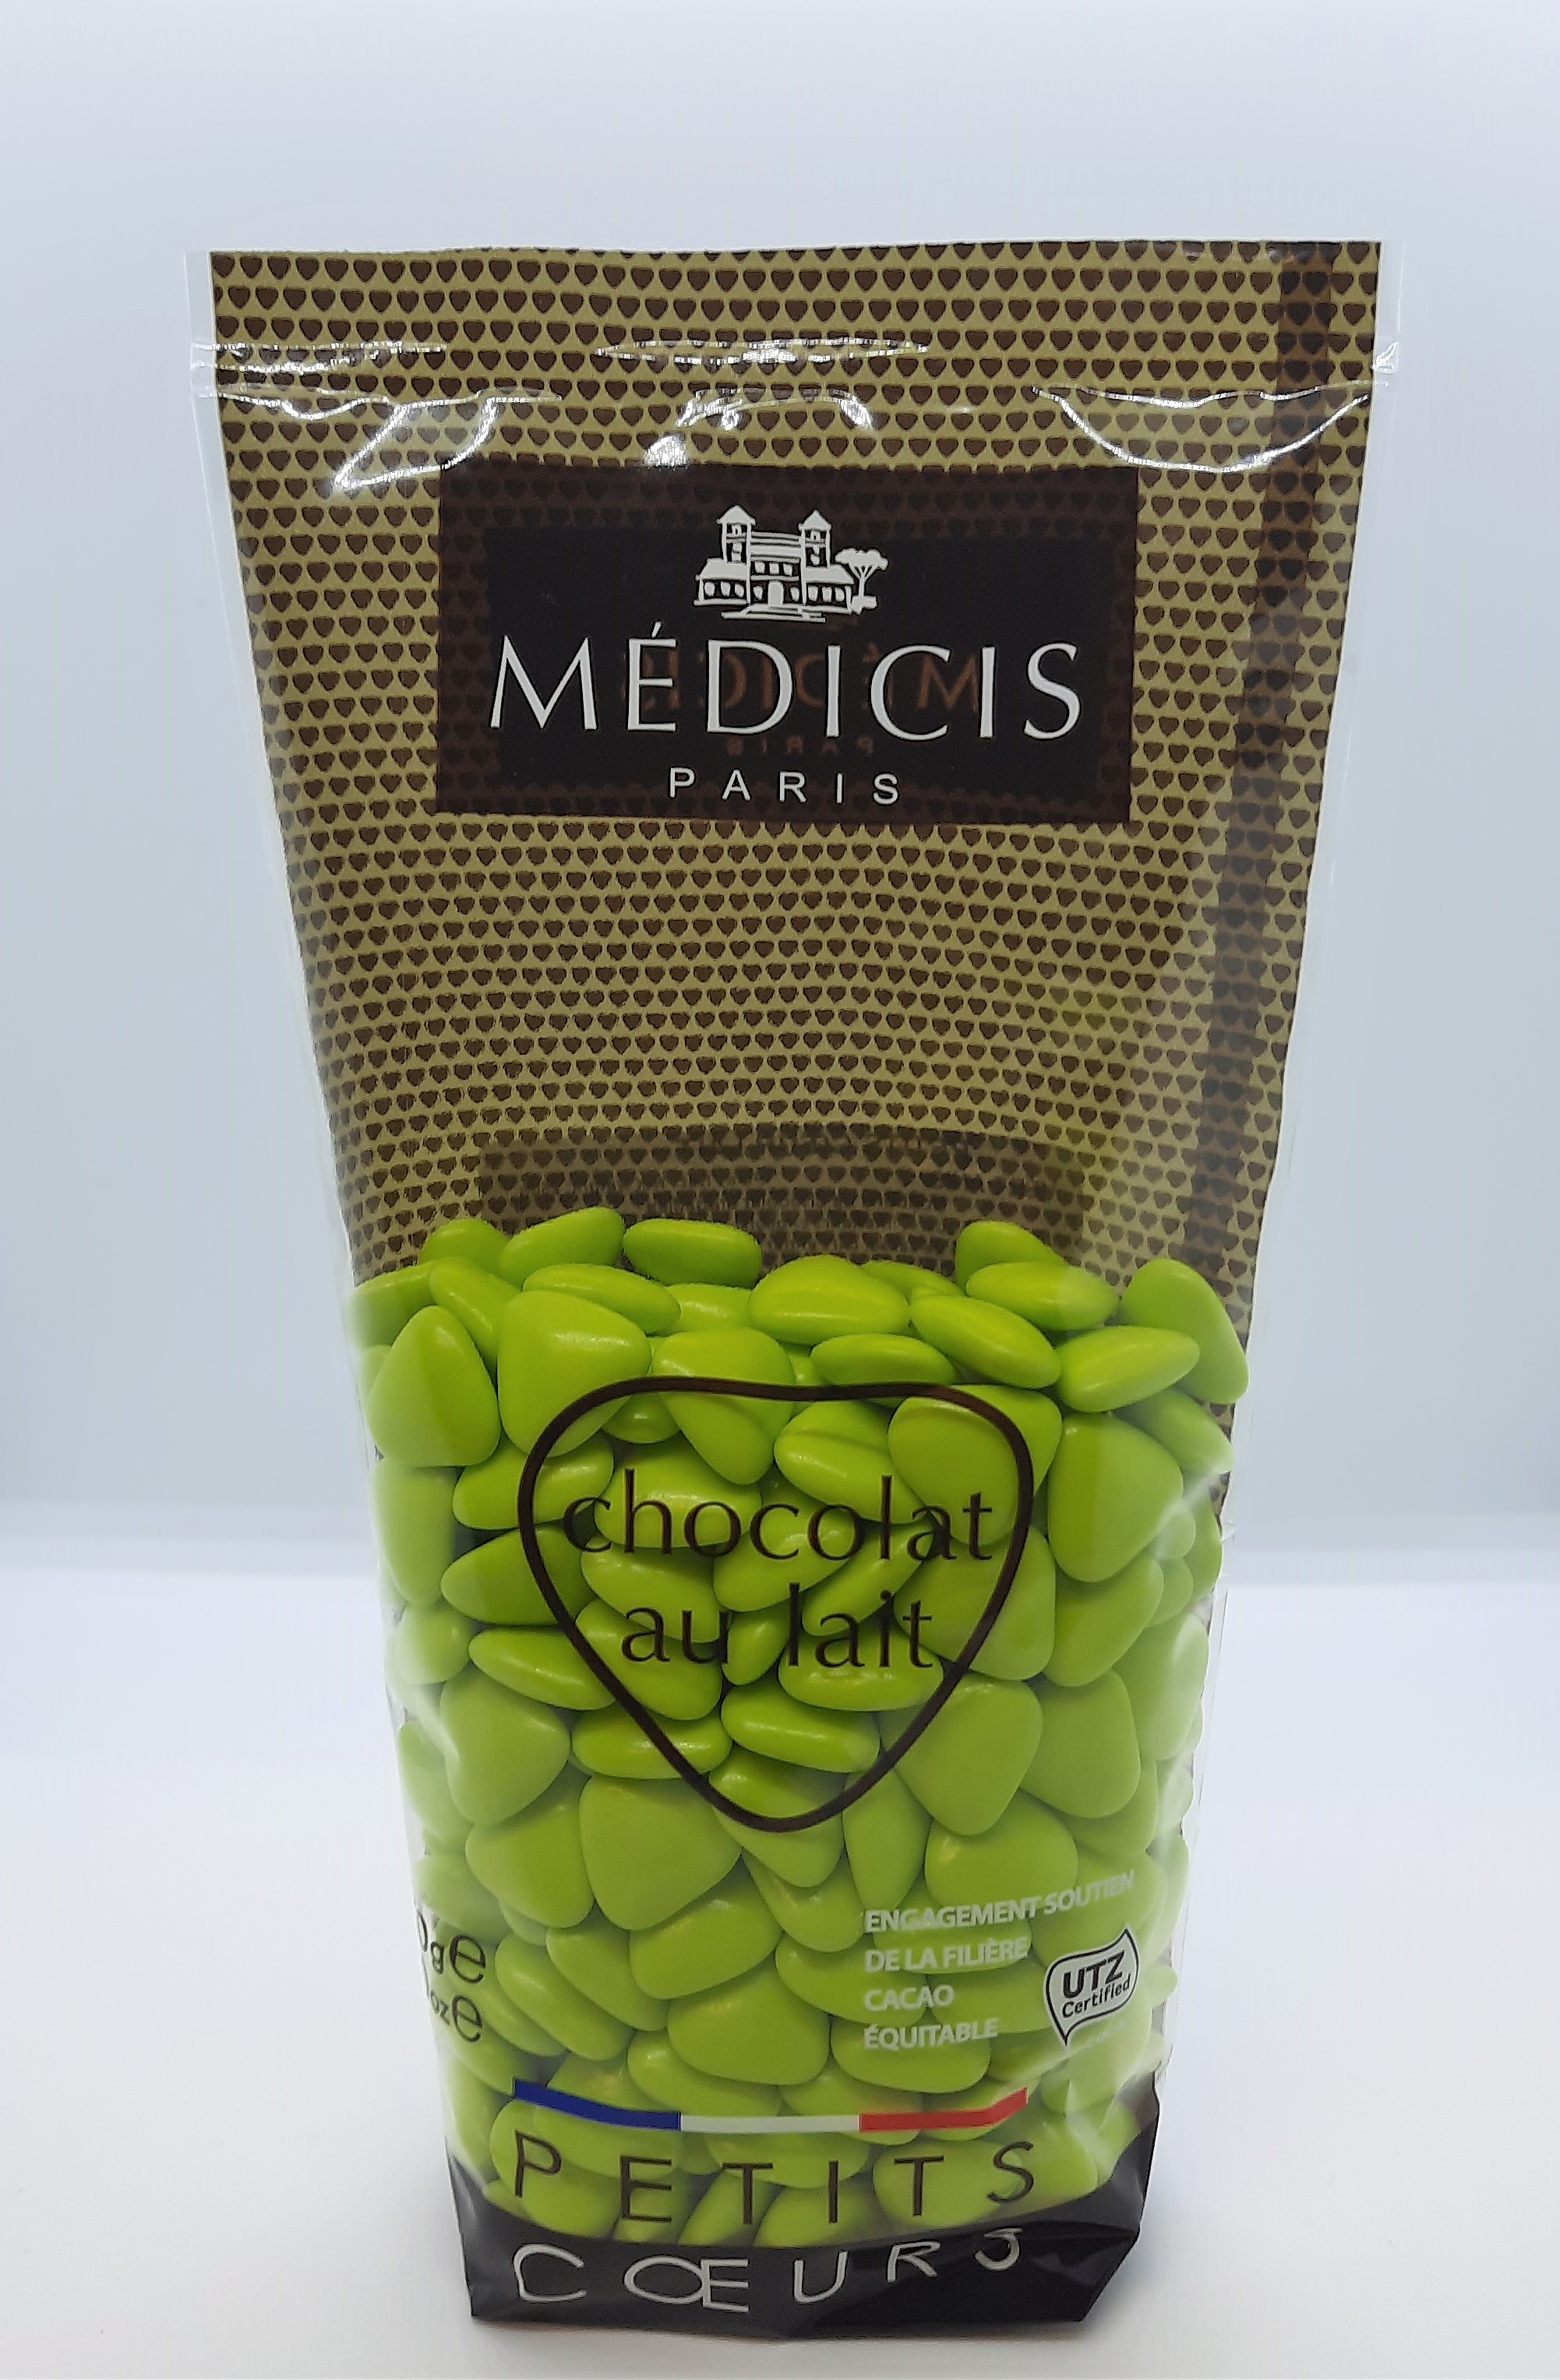 MÉDICIS
PARIS
chocolat
au lait
ENGAGEMENT SOUTIEN
DE LA FILIÈRE
CACAO
ÉQUITABLE
UTZ
Certified
PETITS
CŒURS